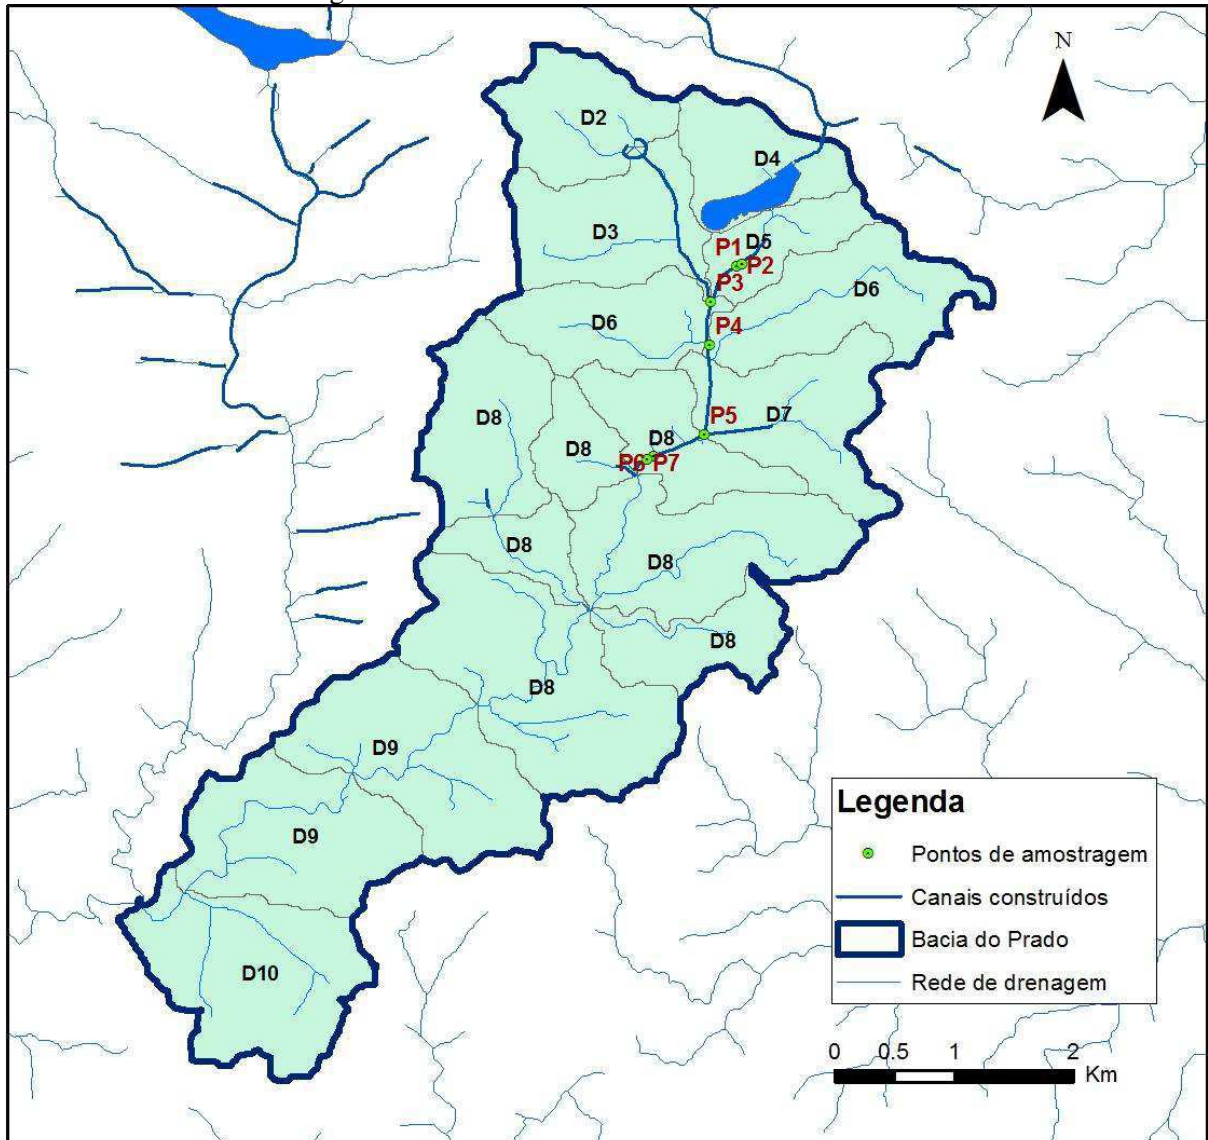 N
D2
D4
D3
P1
D5
P2
P3
D6
D6
P4
D8
P5
D7
D8
D8
P6
P7
D8
D8
D8
D8
D9
D9
D10
Legenda
Pontos de amostragem
Canais construídos
Bacia do Prado
Rede de drenagem
0 0.5 1 2
Km